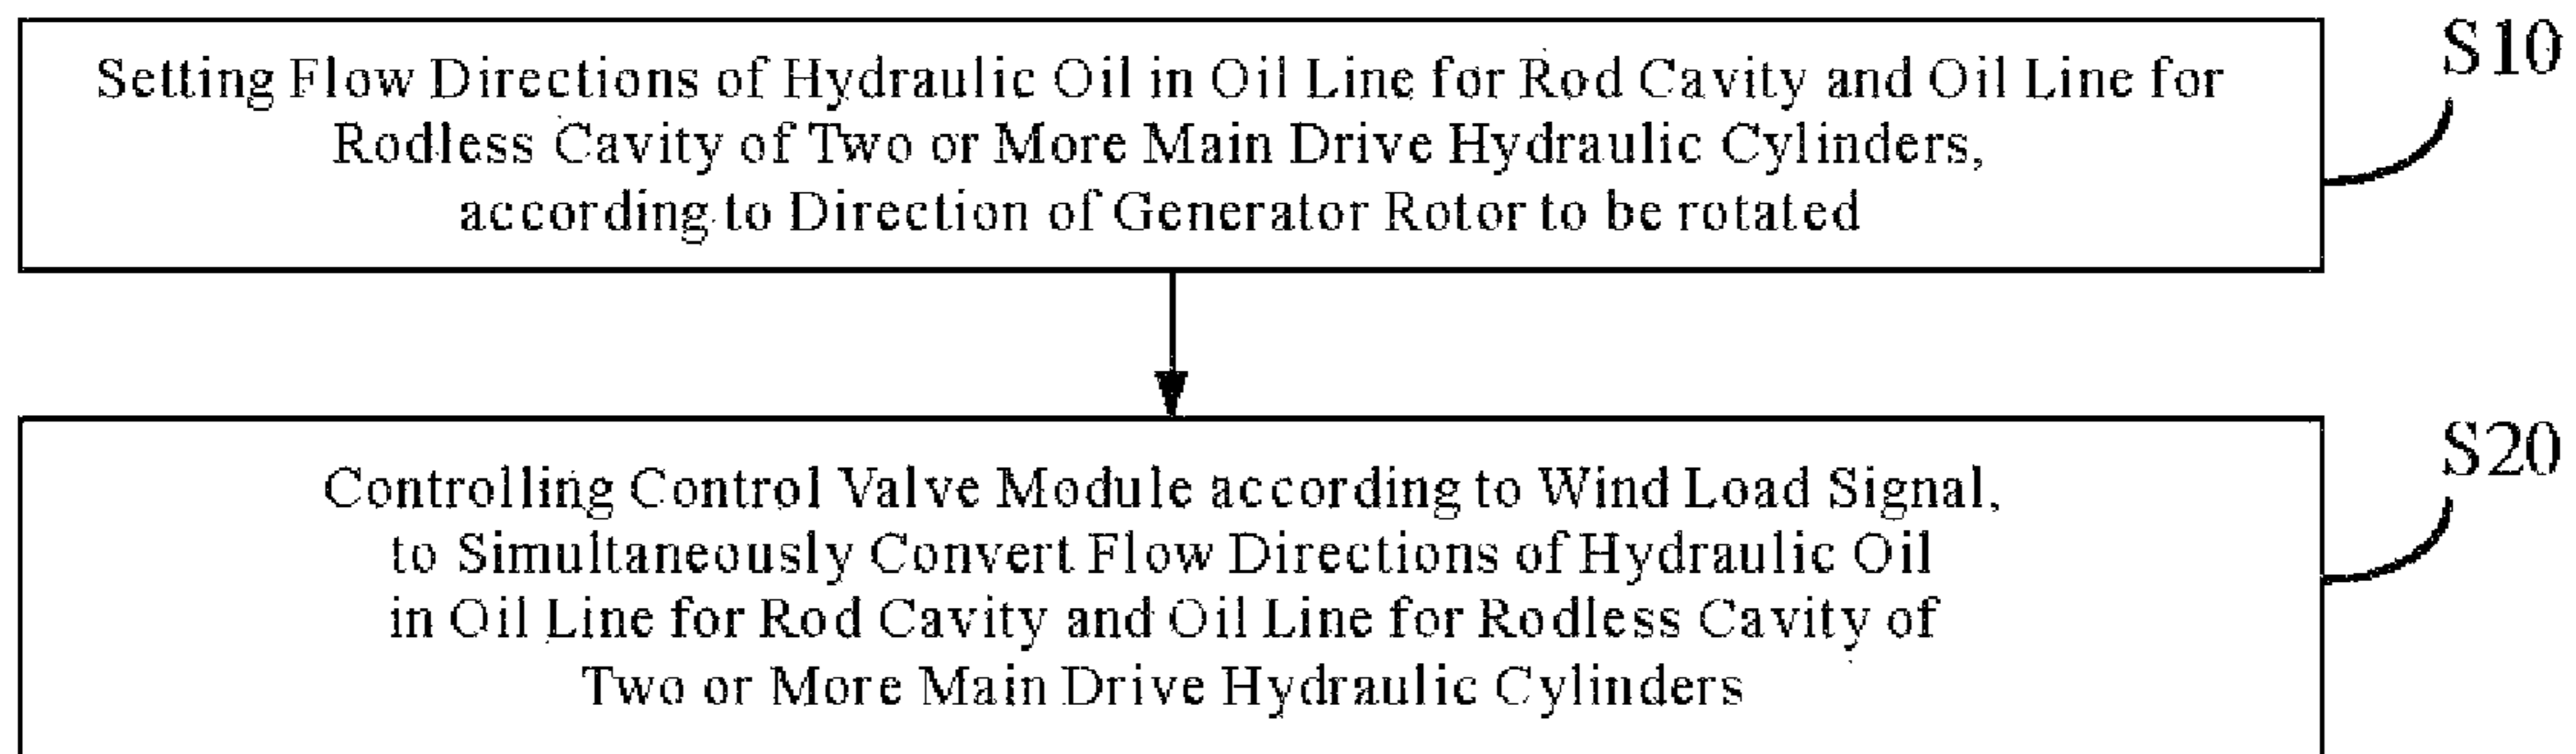 Setting Flow Directions of Hydraulic Oil in Oil Line for Rod Cavity and Oil Line for
Rodless Cavity of Two or More Main Drive Hydraulic Cylinders,
according to Direction of Generator Rotor to be rotated
S10
Controlling Control Valve Module according to Wind Load Signal,
to Simultaneously Convert Flow Directions of Hydraulic Oil
in Oil Line for Rod Cavity and Oil Line for Rodless Cavity of
Two or More Main Drive Hydraulic Cylinders
S20